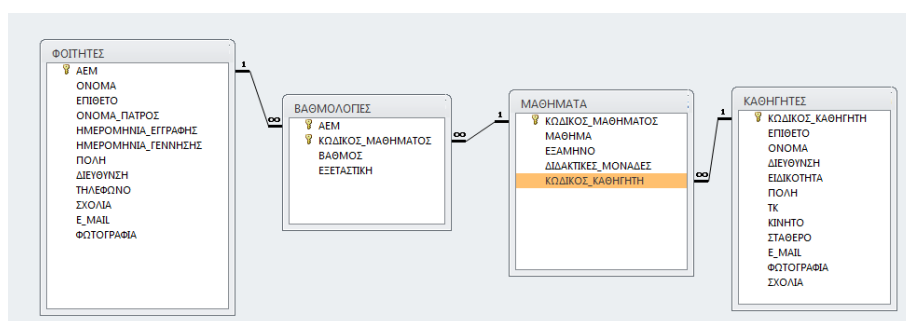 ΦΟΙΤΗΤΕΣ
ΑΕΜ
ΟΝΟΜΑ
ΕΠΙΘΕΤΟ
ΟΝΟΜΑ_ΠΑΤΡΟΣ
ΗΜΕΡΟΜΗΝΙΑ_ΕΓΓΡΑΦΗΣ
ΗΜΕΡΟΜΗΝΙΑ_ΓΕΝΝΗΣΗΣ
ΠΟΛΗ
ΔΙΕΥΘΥΝΣΗ
ΤΗΛΕΦΩΝΟ
ΣΧΟΛΙΑ
E_MAIL
ΦΩΤΟΓΡΑΦΙΑ
1
∞
ΒΑΘΜΟΛΟΓΙΕΣ
ΑΕΜ
ΚΩΔΙΚΟΣ_ΜΑΘΗΜΑΤΟΣ
ΒΑΘΜΟΣ
ΕΞΕΤΑΣΤΙΚΗ
∞
1
ΜΑΘΗΜΑΤΑ
ΚΩΔΙΚΟΣ_ΜΑΘΗΜΑΤΟΣ
ΜΑΘΗΜΑ
ΕΞΑΜΗΝΟ
ΔΙΔΑΚΤΙΚΕΣ_ΜΟΝΑΔΕΣ
ΚΩΔΙΚΟΣ_ΚΑΘΗΓΗΤΗ
∞
1
ΚΑΘΗΓΗΤΕΣ
ΚΩΔΙΚΟΣ_ΚΑΘΗΓΗΤΗ
ΕΠΙΘΕΤΟ
ΟΝΟΜΑ
ΔΙΕΥΘΥΝΣΗ
ΕΙΔΙΚΟΤΗΤΑ
ΠΟΛΗ
ΤΚ
ΚΙΝΗΤΟ
ΣΤΑΘΕΡΟ
E_MAIL
ΦΩΤΟΓΡΑΦΙΑ
ΣΧΟΛΙΑ